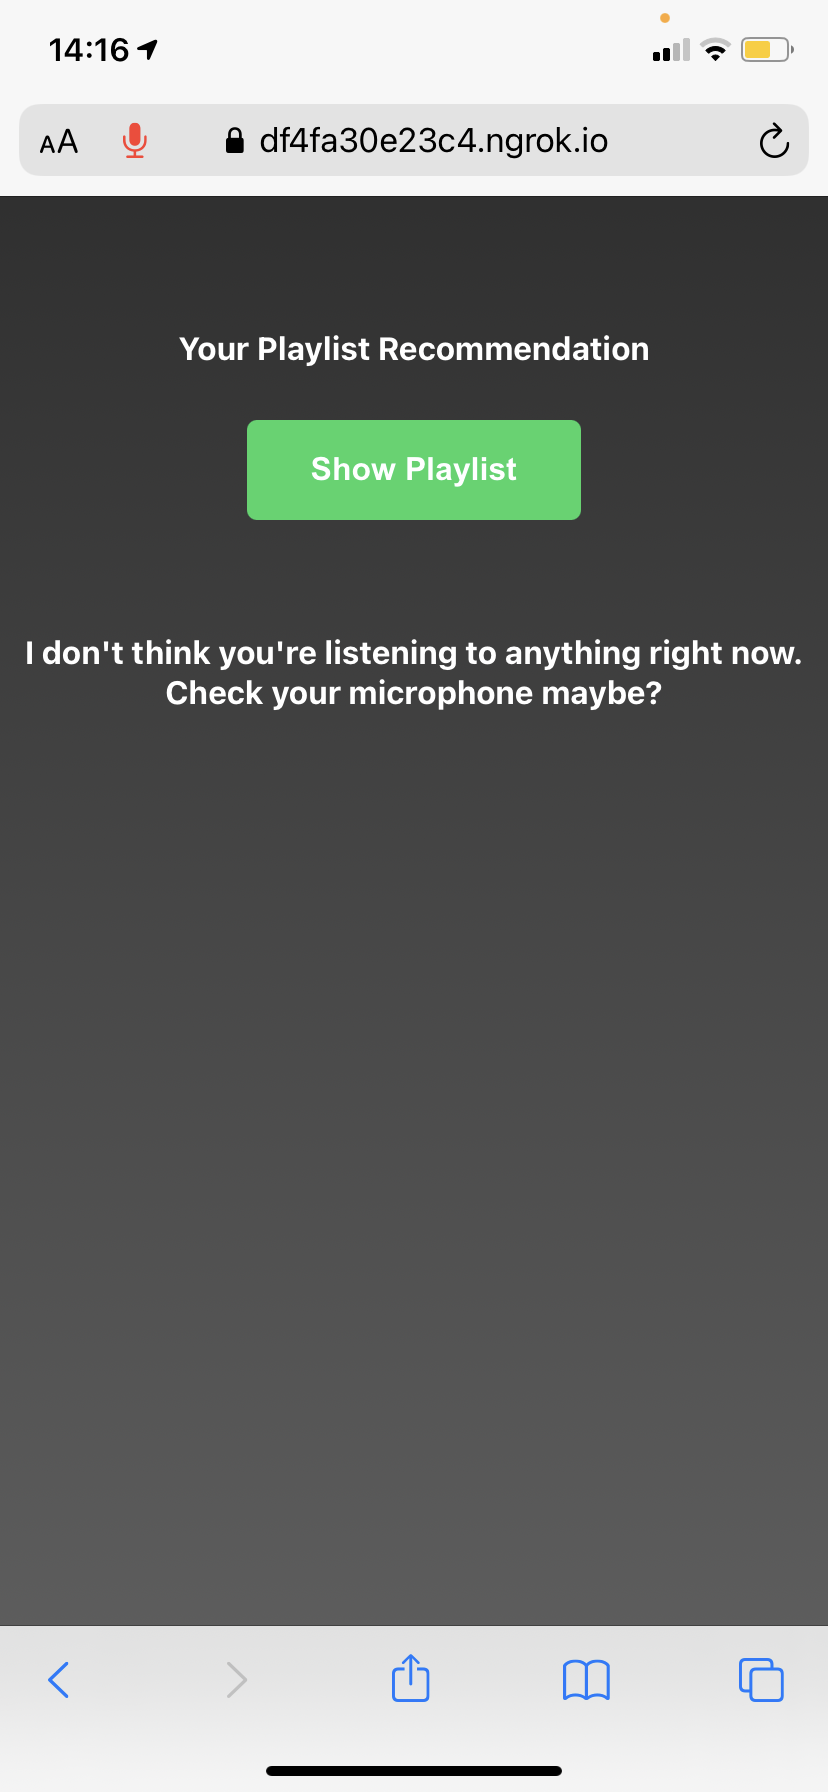 14:16
AA df4fa30e23c4.ngrok.io
Your Playlist Recommendation
Show Playlist
I don't think you're listening to anything right now.
Check your microphone maybe?